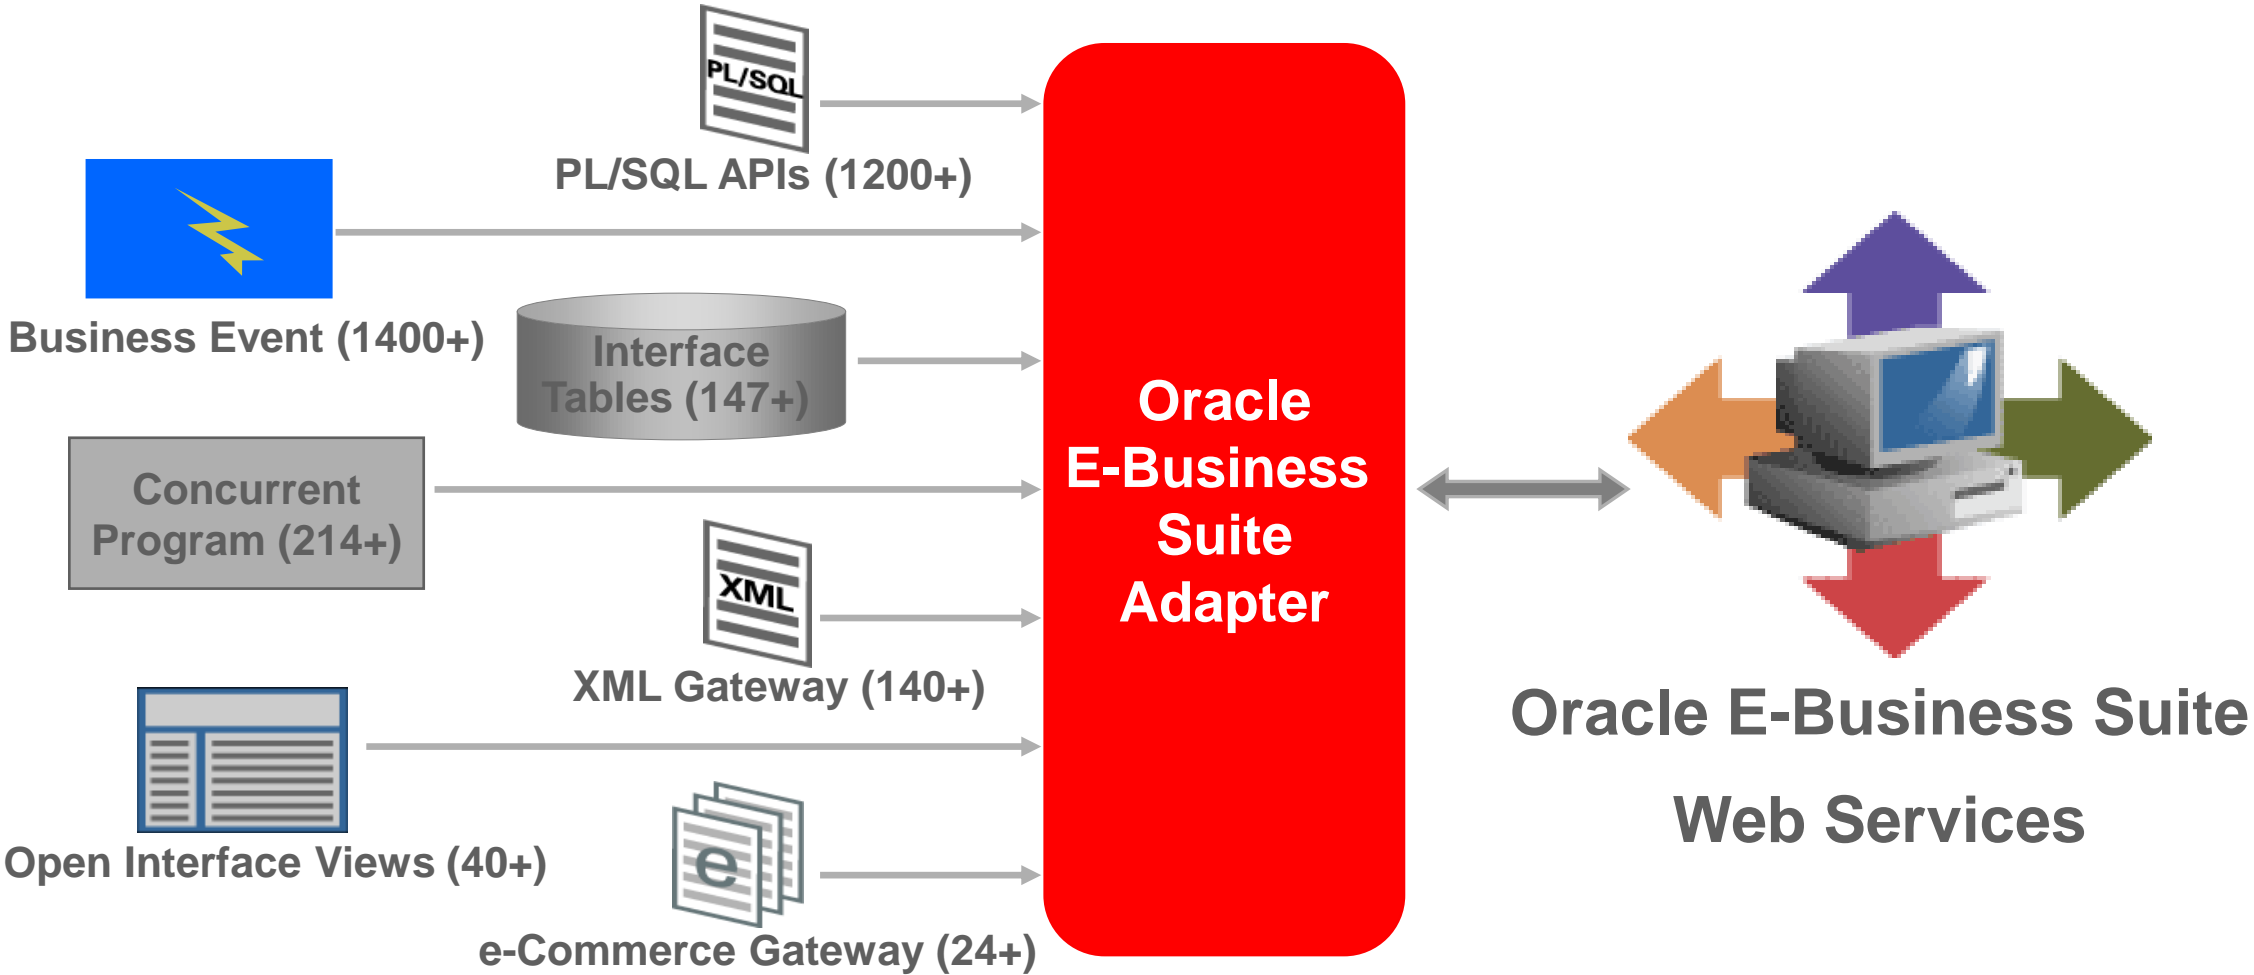 PL/SQL
PL/SQL APIs (1200+)
Business Event (1400+)
Interface
Tables (147+)
Concurrent
Program (214+)
XML
XML Gateway (140+)
Open Interface Views (40+)
e
e-Commerce Gateway (24+)
Oracle
E-Business
Suite
Adapter
Oracle E-Business Suite
Web Services